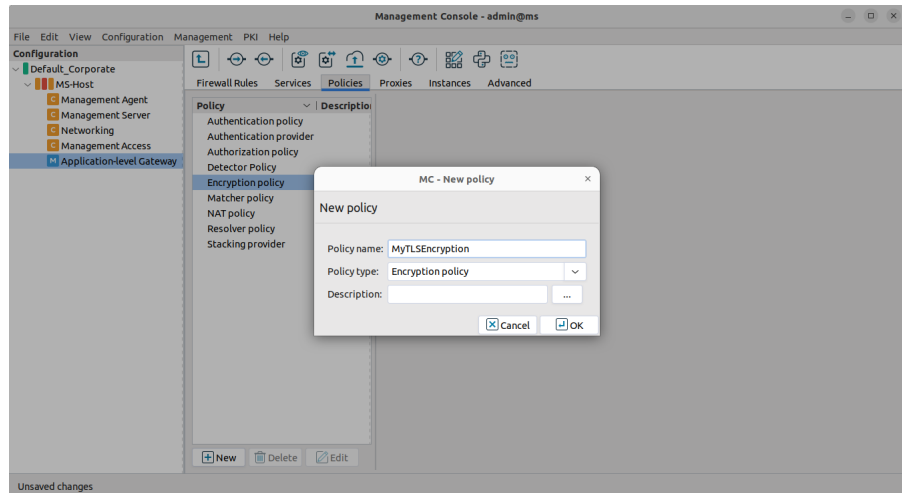 Management Console - admin@ms
File Edit View Configuration Management PKI Help
Configuration
Default_Corporate
MS-Host
Management Agent
Management Server
Networking
Management Access
Application-level Gateway
Firewall Rules Services Policies Proxies Instances Advanced
Policy Description
Authentication policy
Authentication provider
Authorization policy
Detector Policy
Encryption policy
Matcher policy
NAT policy
Resolver policy
Stacking provider
New Delete Edit
MC - New policy
New policy
Policy name: MyTLSEncryption
Policy type: Encryption policy
Description: ...
Cancel OK
Unsaved changes